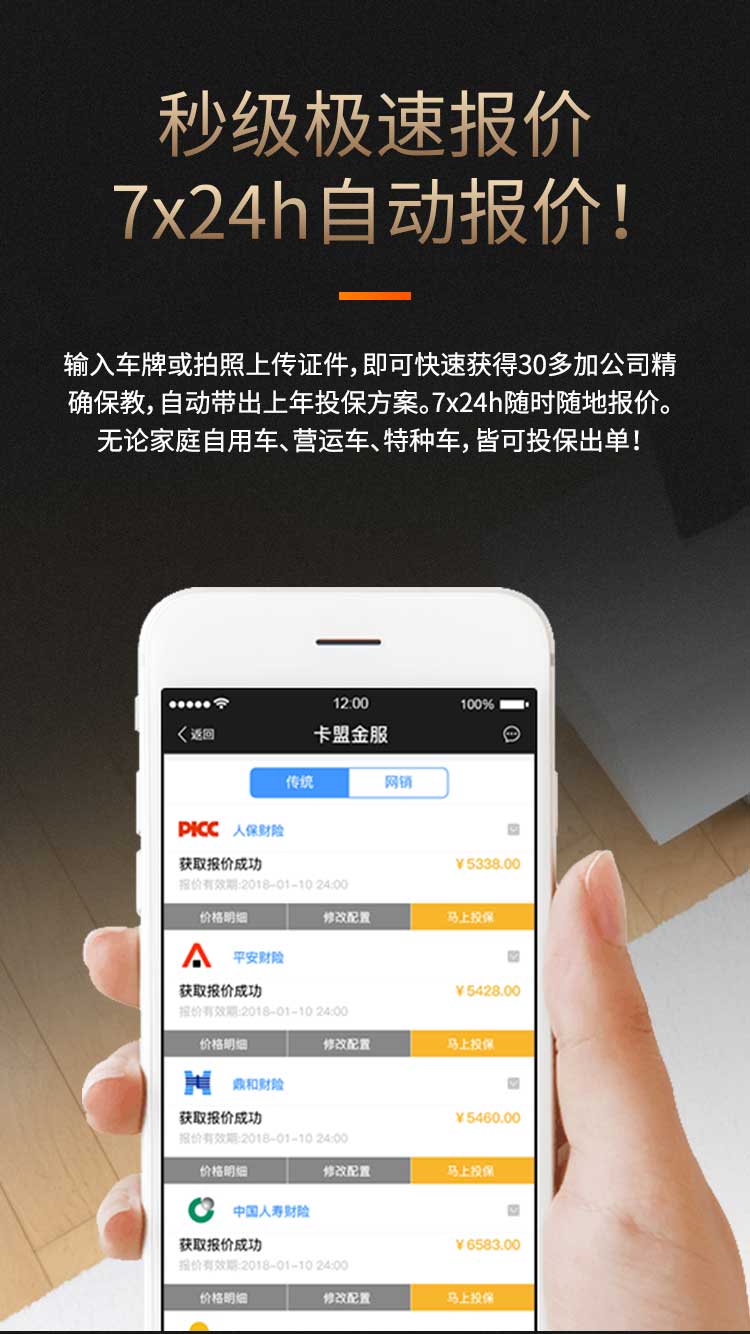 秒级极速报价
7x24h自动报价！
输入车牌或拍照上传证件，即可快速获得30多加公司精
确保教，自动带出上年投保方案。7x24h随时随地报价。
无论家庭自用车、营运车、特种车，皆可投保出单！
12:00 100%
返回 卡盟金服
传统 网销
PICC 人保财险
获取报价成功 ¥5338.00
报价有效期:2018-01-10 24:00
价格明细 修改配置 马上投保
平安财险
获取报价成功 ¥5428.00
报价有效期:2018-01-10 24:00
价格明细 修改配置 马上投保
鼎和财险
获取报价成功 ¥5460.00
报价有效期:2018-01-10 24:00
价格明细 修改配置 马上投保
中国人寿财险
获取报价成功 ¥6583.00
报价有效期:2018-01-10 24:00
价格明细 修改配置 马上投保